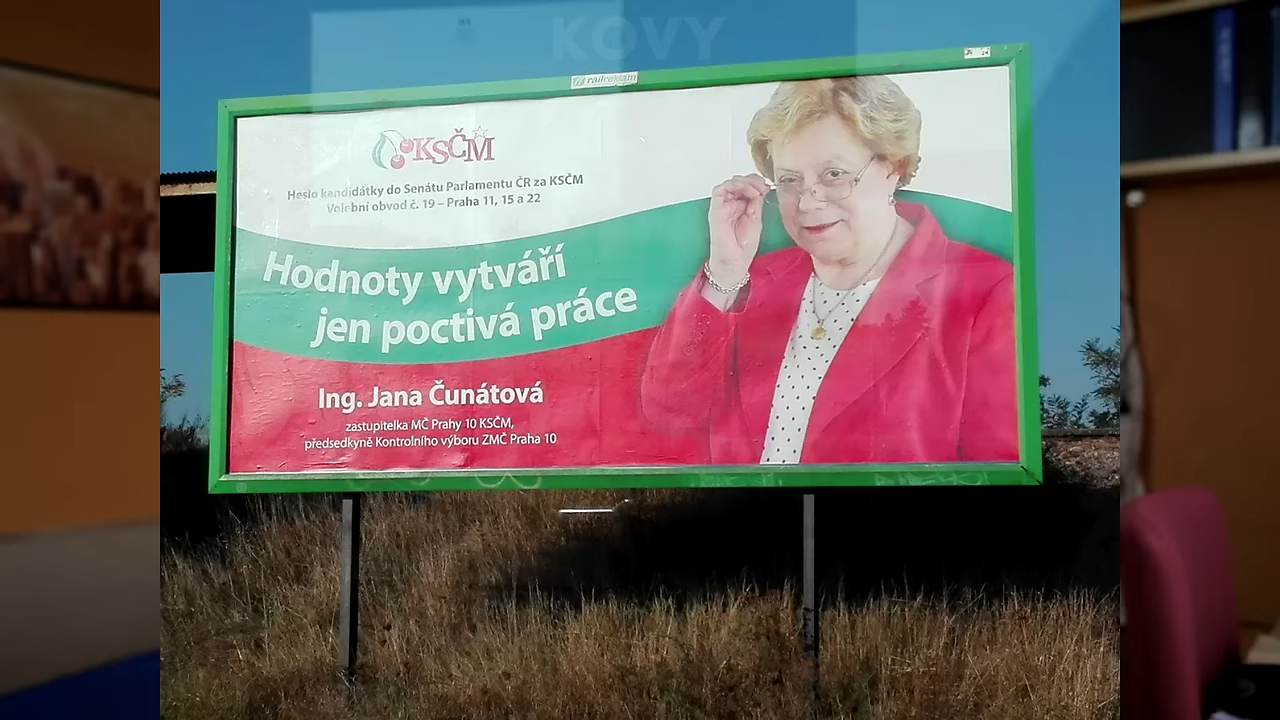 KOVY
railreklam
KSČM
Heslo kandidátky do Senátu Parlamentu ČR za KSČM
Volební obvod č. 19 – Praha 11, 15 a 22
Hodnoty vytváří
jen poctivá práce
Ing. Jana Čunátová
zastupitelka MČ Prahy 10 KSČM,
předsedkyně Kontrolního výboru ZMČ Praha 10